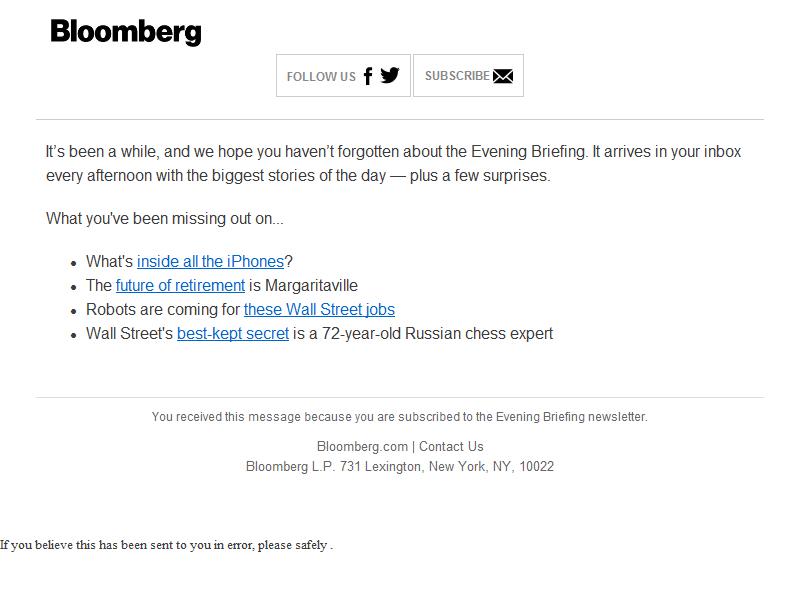 Bloomberg
FOLLOW US
SUBSCRIBE
It’s been a while, and we hope you haven’t forgotten about the Evening Briefing. It arrives in your inbox
every afternoon with the biggest stories of the day — plus a few surprises.
What you've been missing out on...
• What's inside all the iPhones?
• The future of retirement is Margaritaville
• Robots are coming for these Wall Street jobs
• Wall Street's best-kept secret is a 72-year-old Russian chess expert
You received this message because you are subscribed to the Evening Briefing newsletter.
Bloomberg.com | Contact Us
Bloomberg L.P. 731 Lexington, New York, NY, 10022
If you believe this has been sent to you in error, please safely .